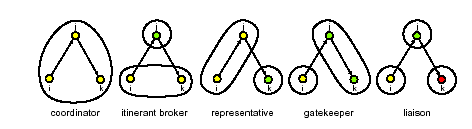 j j j j j
i k i k i k i k i k
coordinator itinerant broker representative gatekeeper liaison